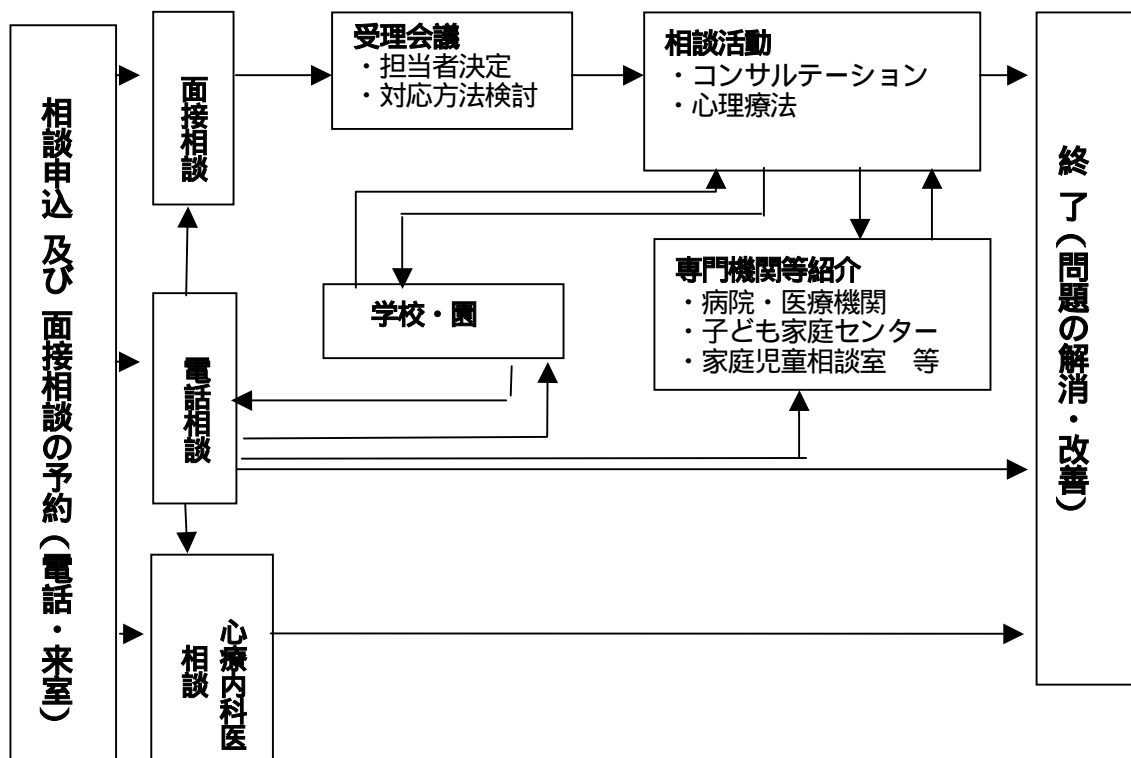 相談申込 及び 面接相談の予約（電話・来室）
面接相談
電話相談
心療内科医
相談
受理会議
・担当者決定
・対応方法検討
相談活動
・コンサルテーション
・心理療法
学校・園
専門機関等紹介
・病院・医療機関
・子ども家庭センター
・家庭児童相談室　等
終 了（問題の解消・改善）